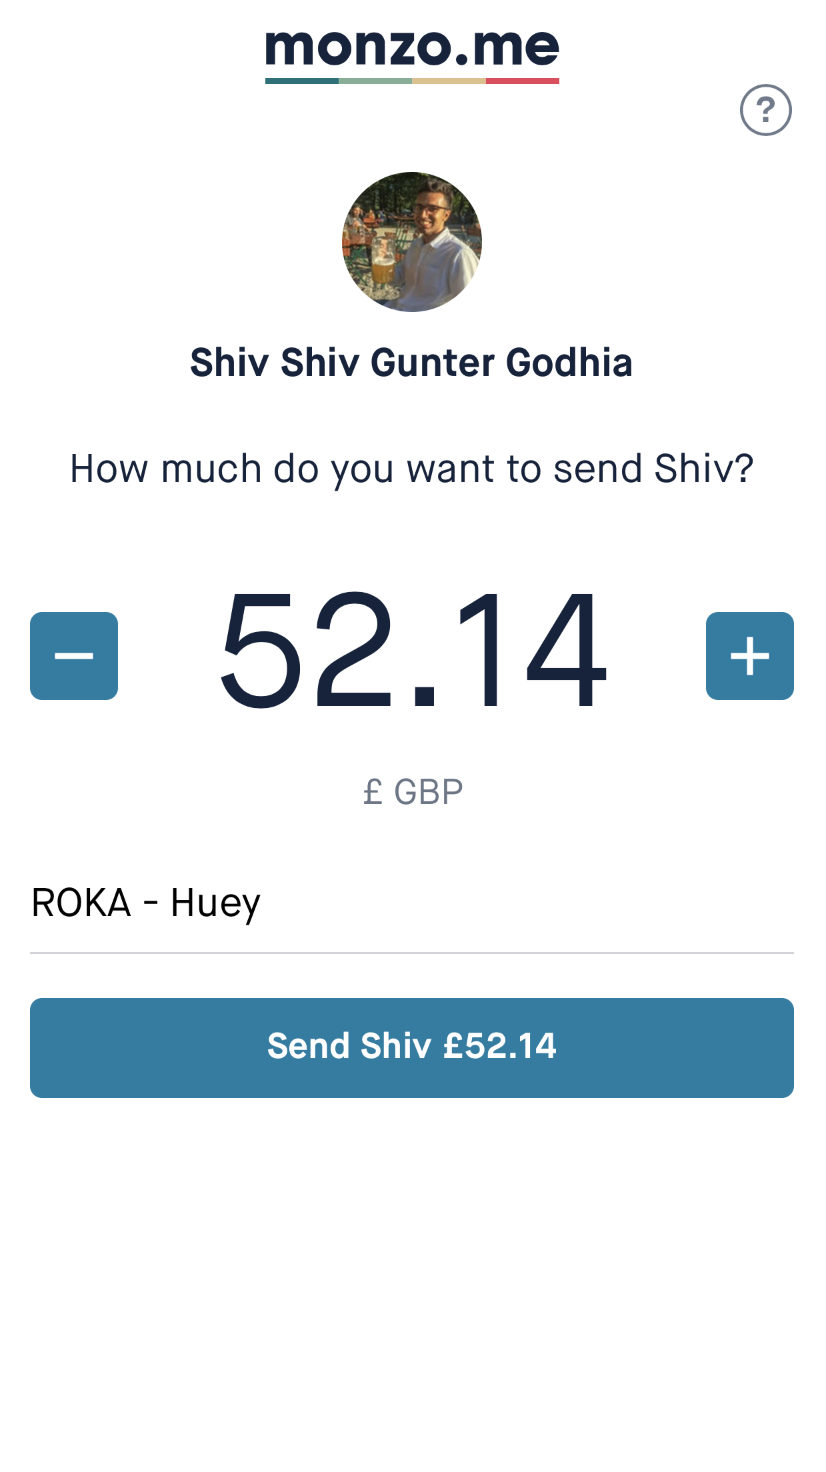 monzo.me
?
Shiv Shiv Gunter Godhia
How much do you want to send Shiv?
− 52.14 +
£ GBP
ROKA - Huey
Send Shiv £52.14